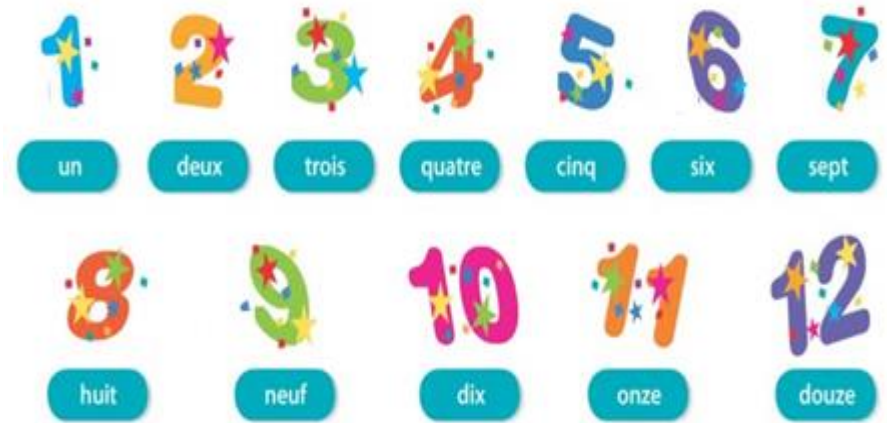 1 2 3 4 5 6 7
un deux trois quatre cinq six sept
8 9 10 11 12
huit neuf dix onze douze